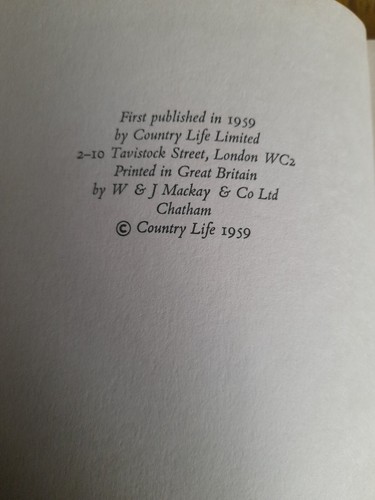 First published in 1959
by Country Life Limited
2–10 Tavistock Street, London WC2
Printed in Great Britain
by W & J Mackay & Co Ltd
Chatham
© Country Life 1959